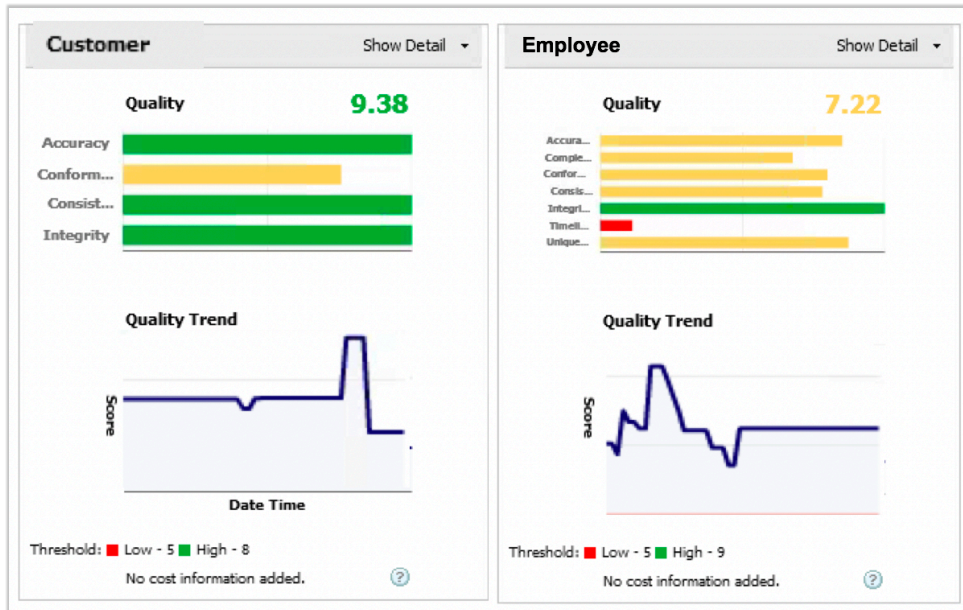 Customer
Show Detail
Quality
9.38
Accuracy
Conform...
Consist...
Integrity
Quality Trend
Score
Date Time
Threshold: Low - 5 High - 8
No cost information added.
?
Employee
Show Detail
Quality
7.22
Accura...
Comple...
Confor...
Consis...
Integri...
Timeli...
Unique...
Quality Trend
Score
Threshold: Low - 5 High - 9
No cost information added.
?